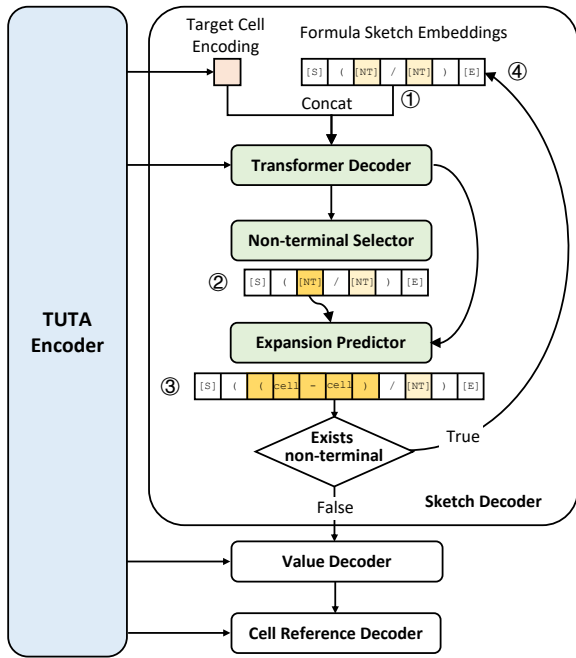 Target Cell
Encoding
Formula Sketch Embeddings
[S] ( [NT] / [NT] ) [E]
④
①
Concat
Transformer Decoder
Non-terminal Selector
②
[S] ( [NT] / [NT] ) [E]
TUTA
Encoder
Expansion Predictor
③
[S] ( ( cell - cell ) / [NT] ) [E]
Exists
non-terminal
True
False
Sketch Decoder
Value Decoder
Cell Reference Decoder